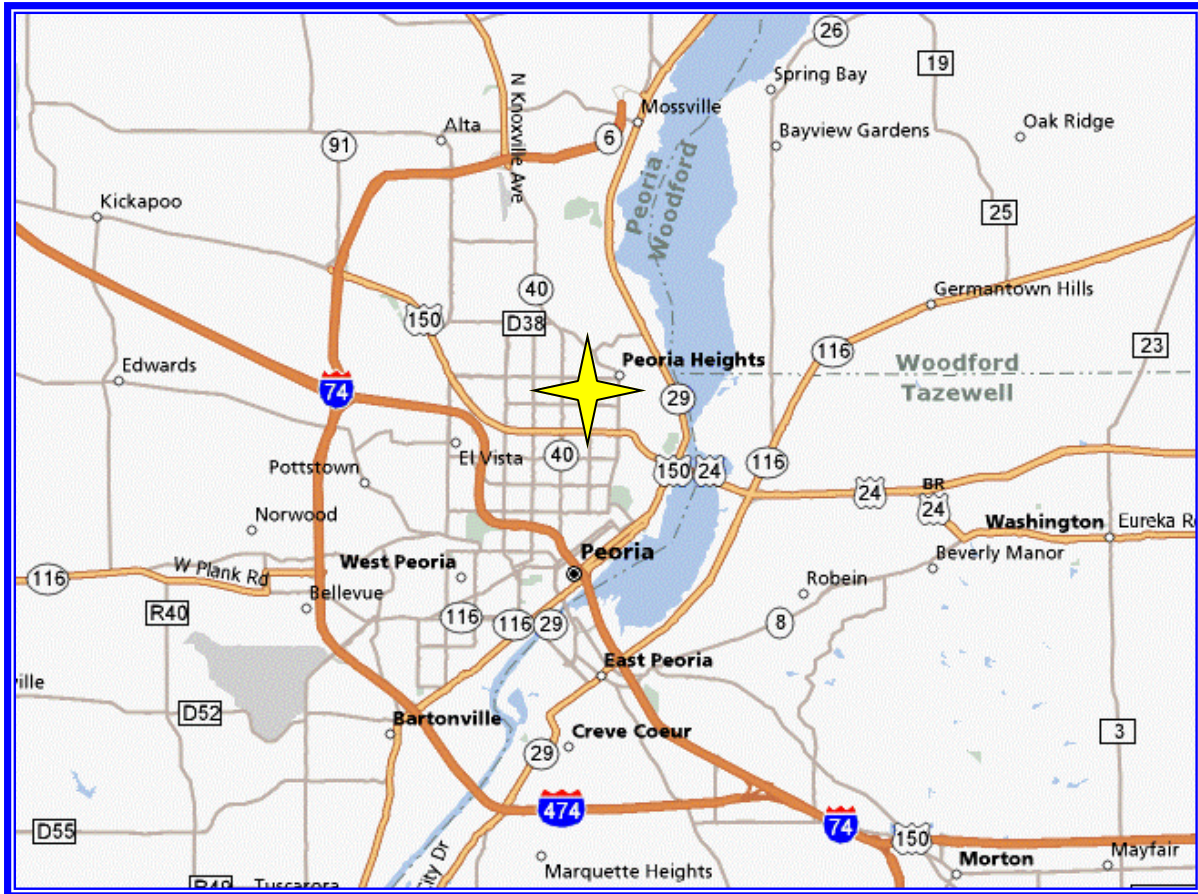 26
19
Spring Bay
N Knoxville Ave
Mossville
Oak Ridge
Alta
6
Bayview Gardens
91
Peoria
Woodford
Kickapoo
25
40
Germantown Hills
150
D38
116
23
Edwards
Peoria Heights
Woodford
Tazewell
74
29
El Vista
40
116
Pottstown
150
24
24
BR
24
Norwood
Washington
Eureka R
Peoria
Beverly Manor
West Peoria
116
W Plank Rd
Robein
Bellevue
R40
116
116
29
8
East Peoria
ville
D52
Bartonville
Creve Coeur
3
29
474
74
D55
150
City Dr
Marquette Heights
Morton
Mayfair
R49
Tuscarora